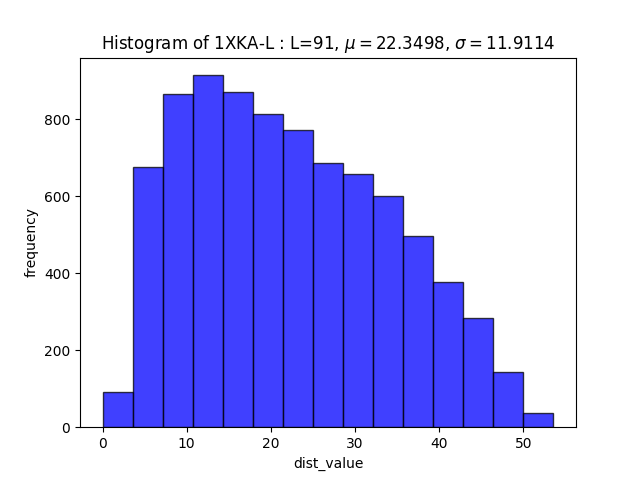 Histogram of 1XKA-L : L=91, μ = 22.3498, σ = 11.9114
frequency
800
600
400
200
0
0 10 20 30 40 50
dist_value